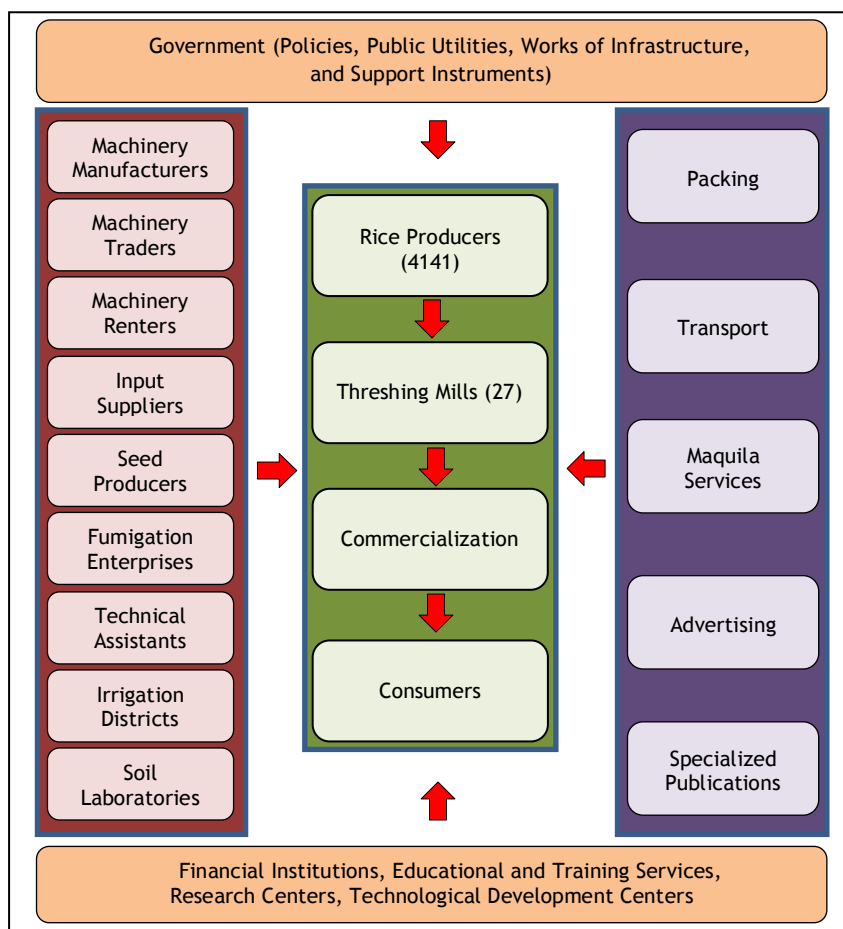 Government (Policies, Public Utilities, Works of Infrastructure,
and Support Instruments)
Machinery
Manufacturers
Machinery
Traders
Machinery
Renters
Input
Suppliers
Seed
Producers
Fumigation
Enterprises
Technical
Assistants
Irrigation
Districts
Soil
Laboratories
Rice Producers
(4141)
Threshing Mills (27)
Commercialization
Consumers
Packing
Transport
Maquila
Services
Advertising
Specialized
Publications
Financial Institutions, Educational and Training Services,
Research Centers, Technological Development Centers